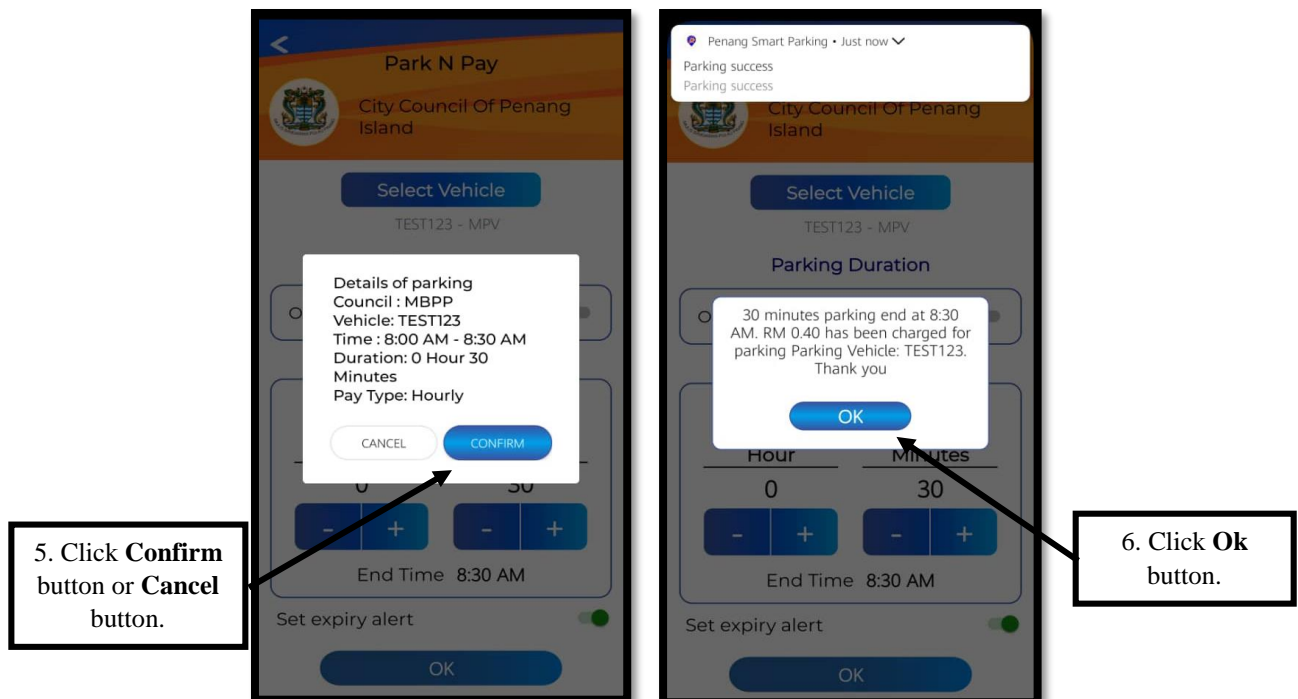 Park N Pay
City Council Of Penang
Island
Select Vehicle
TEST123 - MPV
Details of parking
Council : MBPP
Vehicle: TEST123
Time : 8:00 AM - 8:30 AM
Duration: 0 Hour 30
Minutes
Pay Type: Hourly
CANCEL CONFIRM
0 30
- + - +
End Time 8:30 AM
Set expiry alert
OK
5. Click Confirm
button or Cancel
button.
Penang Smart Parking • Just now
Parking success
Parking success
City Council Of Penang
Island
Select Vehicle
TEST123 - MPV
Parking Duration
30 minutes parking end at 8:30
AM. RM 0.40 has been charged for
parking Parking Vehicle: TEST123.
Thank you
OK
Hour Minutes
0 30
- + - +
End Time 8:30 AM
Set expiry alert
OK
6. Click Ok
button.